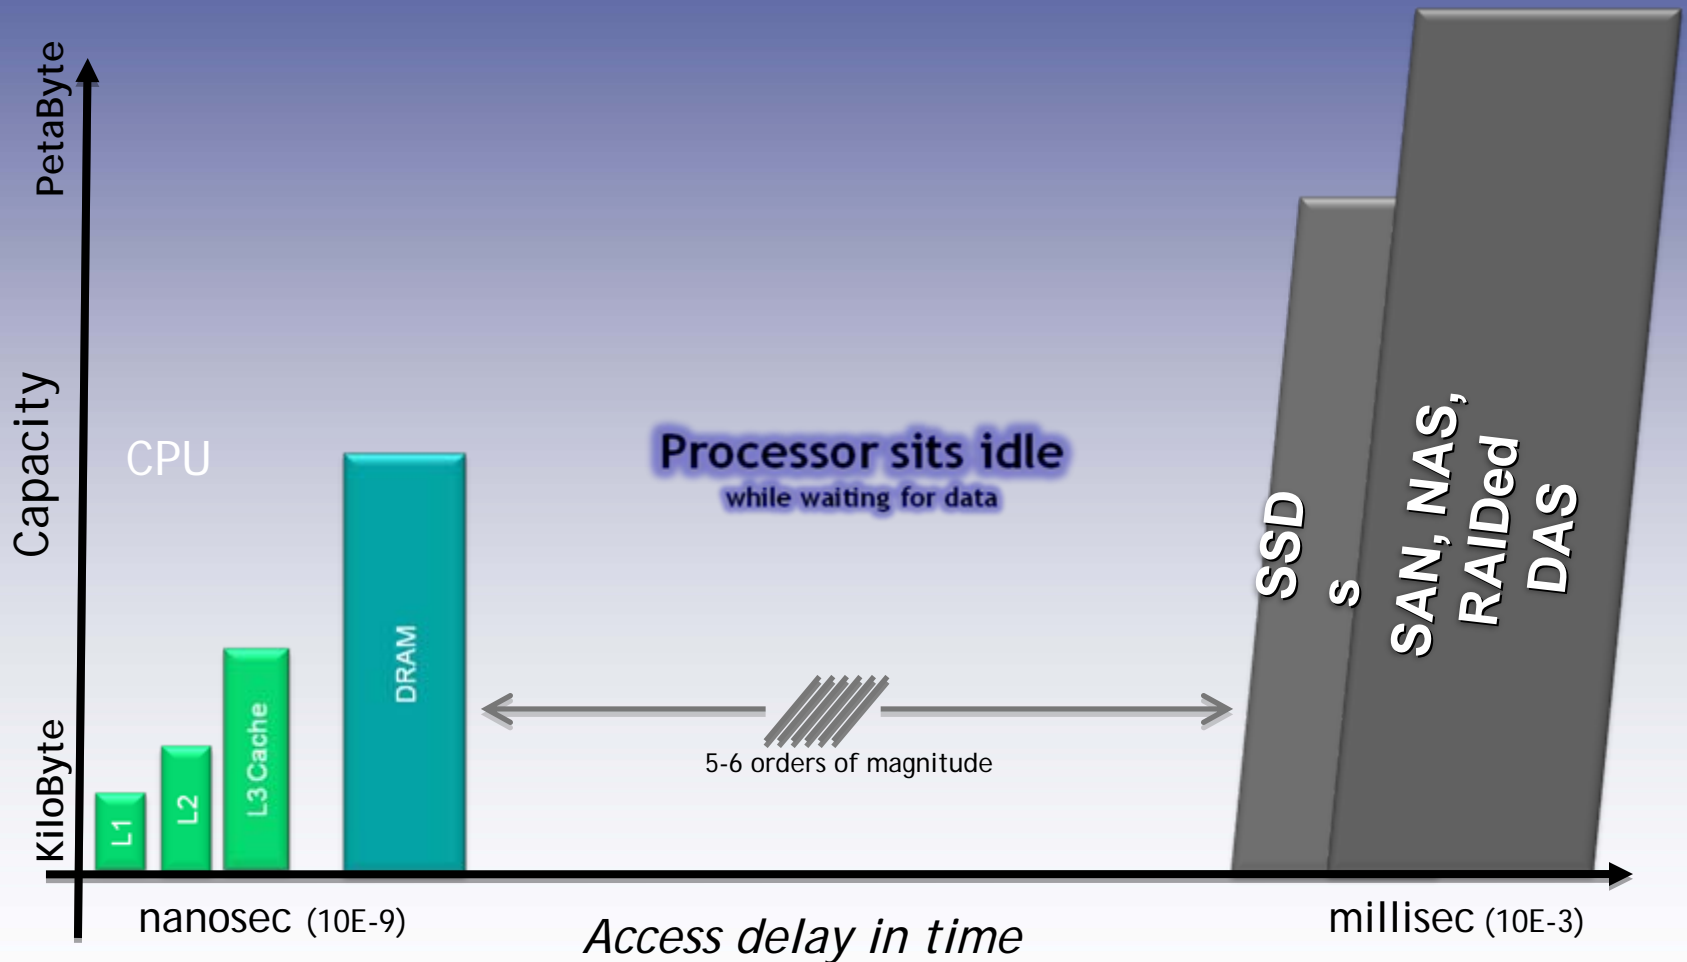 PetaByte
Capacity
KiloByte
CPU
L1
L2
L3 Cache
DRAM
Processor sits idle
while waiting for data
5-6 orders of magnitude
SSD
s
SAN, NAS,
RAIDed
DAS
nanosec (10E-9)
Access delay in time
millisec (10E-3)